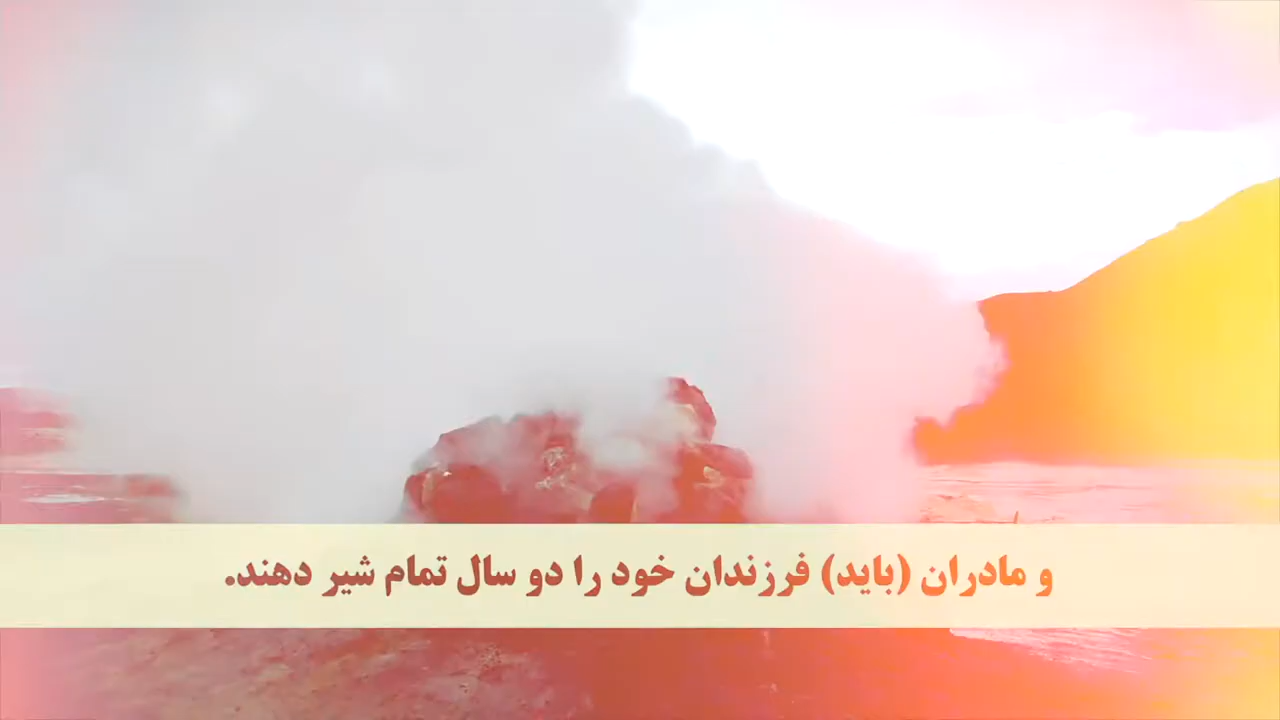 و مادران (باید) فرزندان خود را دو سال تمام شیر دهند.